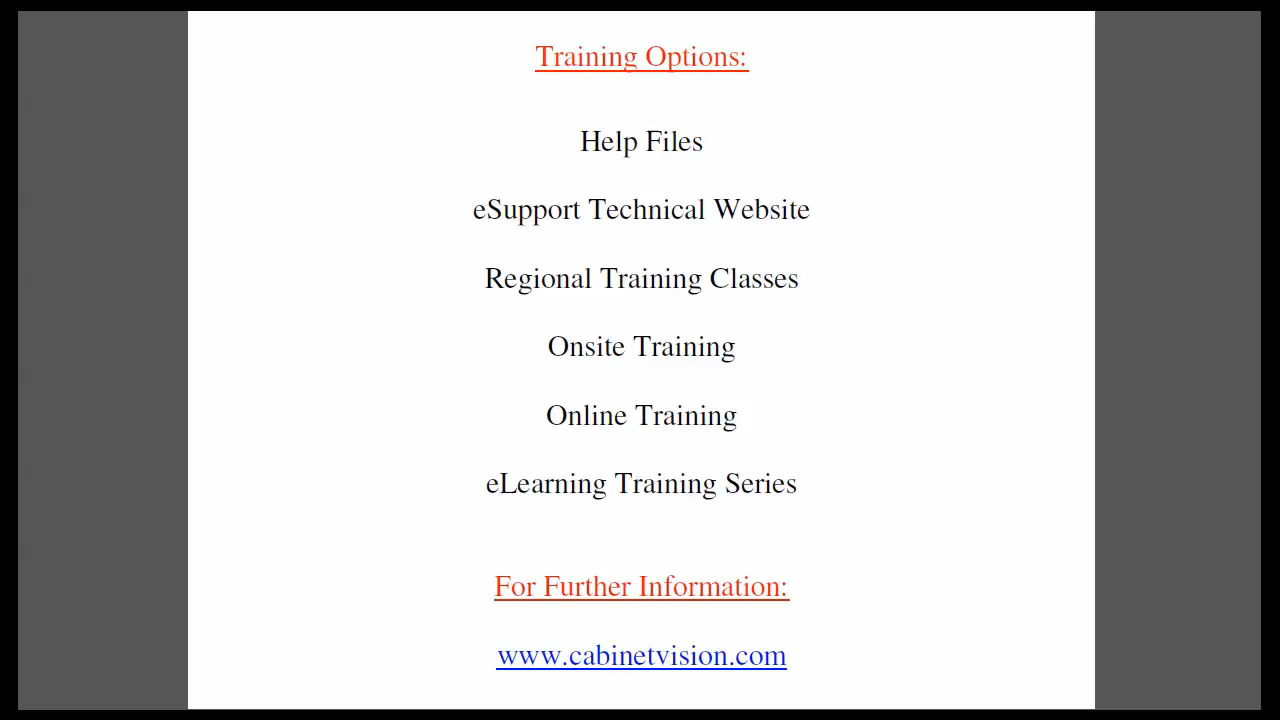 Training Options:
Help Files
eSupport Technical Website
Regional Training Classes
Onsite Training
Online Training
eLearning Training Series
For Further Information:
www.cabinetvision.com